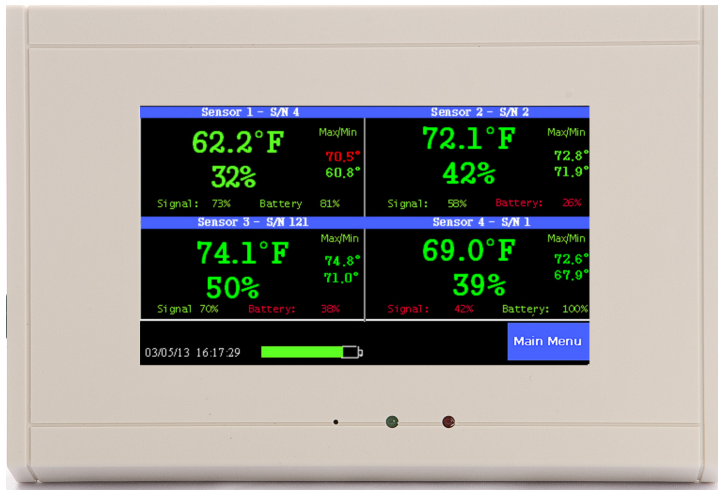 Sensor 1 - S/N 4
62.2°F
Max/Min
70.5°
32%
60.8°
Signal: 73% Battery 81%
Sensor 2 - S/N 2
72.1°F
Max/Min
72.8°
42%
71.9°
Signal: 58% Battery: 26%
Sensor 3 - S/N 121
74.1°F
Max/Min
74.8°
71.0°
50%
Signal 70% Battery: 38%
Sensor 4 - S/N 1
69.0°F
Max/Min
72.6°
67.9°
39%
Signal: 42% Battery: 100%
03/05/13 16:17:29
Main Menu